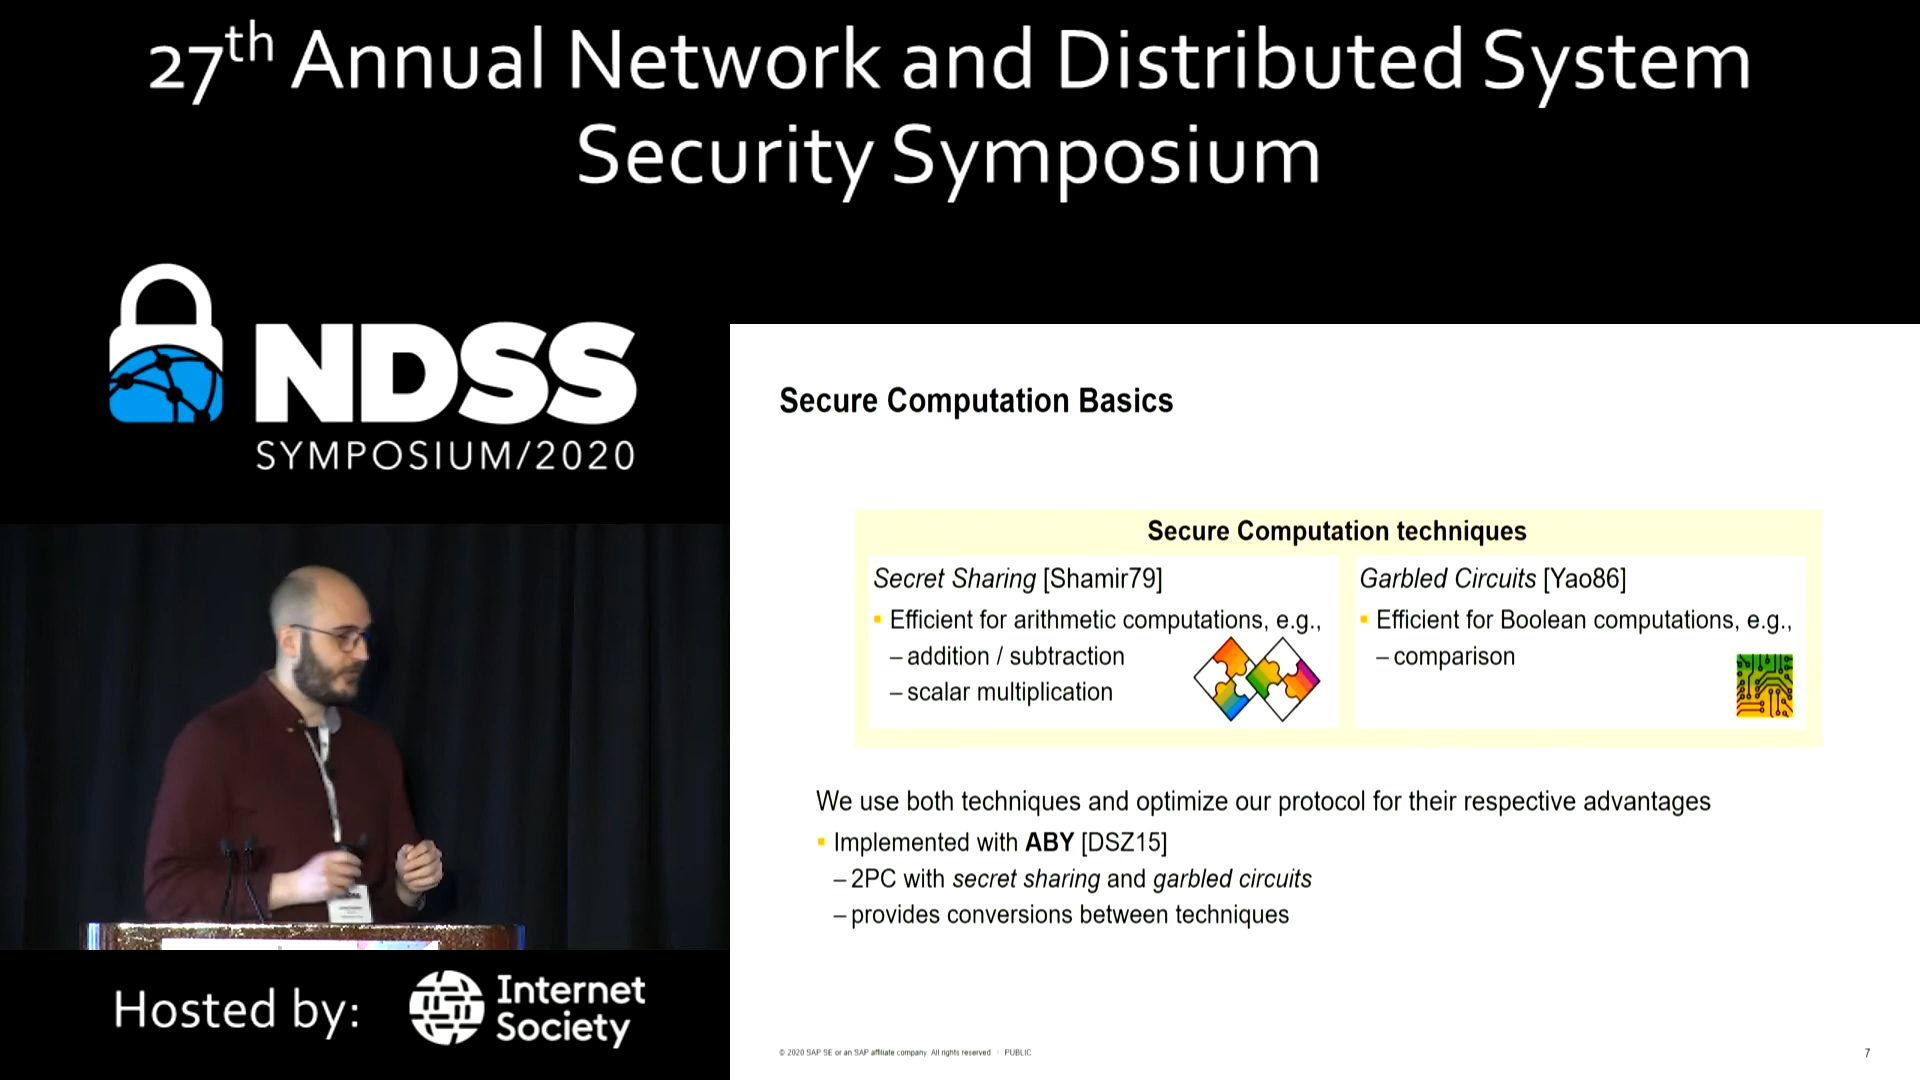 27th Annual Network and Distributed System
Security Symposium
NDSS
SYMPOSIUM/2020
Secure Computation Basics
Secure Computation techniques
Secret Sharing [Shamir79]
▪ Efficient for arithmetic computations, e.g.,
– addition / subtraction
– scalar multiplication
Garbled Circuits [Yao86]
▪ Efficient for Boolean computations, e.g.,
– comparison
We use both techniques and optimize our protocol for their respective advantages
▪ Implemented with ABY [DSZ15]
– 2PC with secret sharing and garbled circuits
– provides conversions between techniques
Hosted by:
Internet
Society
© 2020 SAP SE or an SAP affiliate company. All rights reserved. | PUBLIC
7